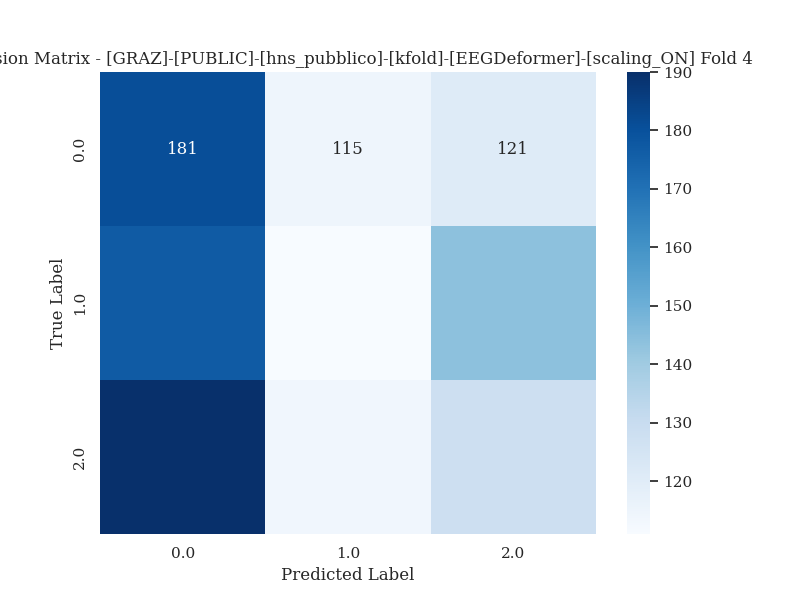 sion Matrix - [GRAZ]-[PUBLIC]-[hns_pubblico]-[kfold]-[EEGDeformer]-[scaling_ON] Fold 4
190
180
170
160
150
140
130
120
181 115 121
0.0
1.0
2.0
True Label
0.0 1.0 2.0
Predicted Label